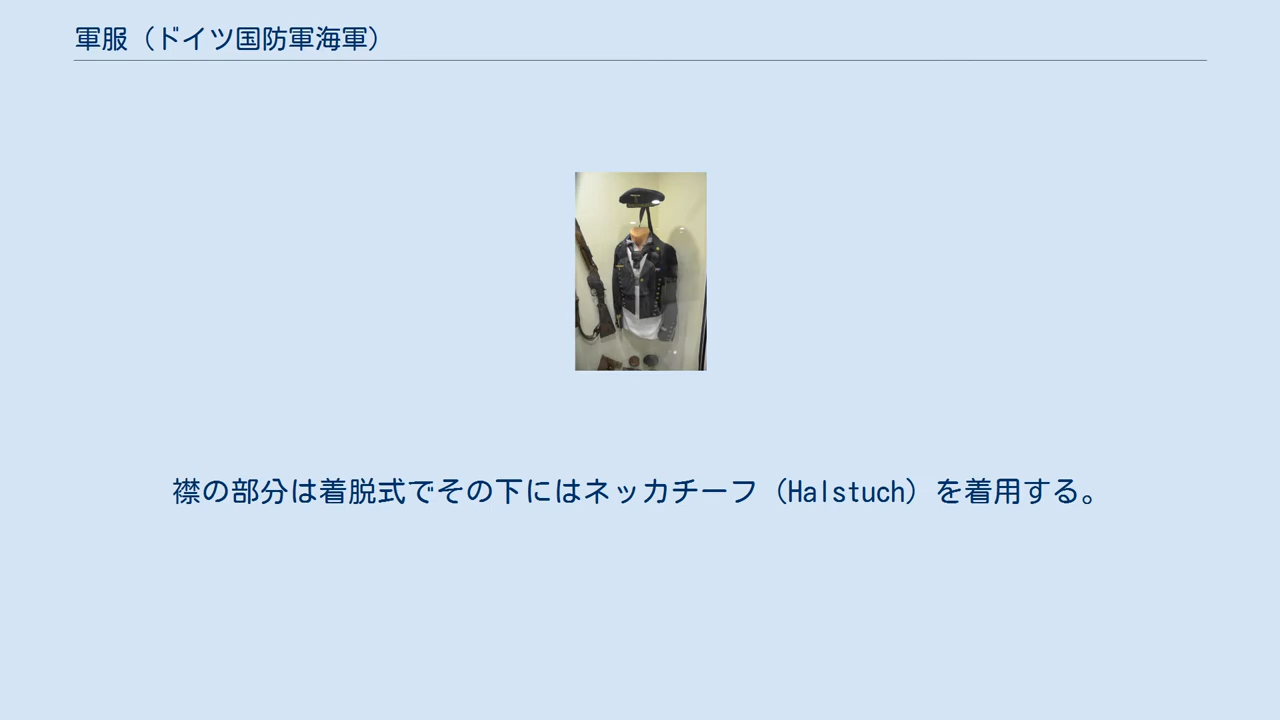 軍服（ドイツ国防軍海軍）
襟の部分は着脱式でその下にはネッカチーフ（Halstuch）を着用する。